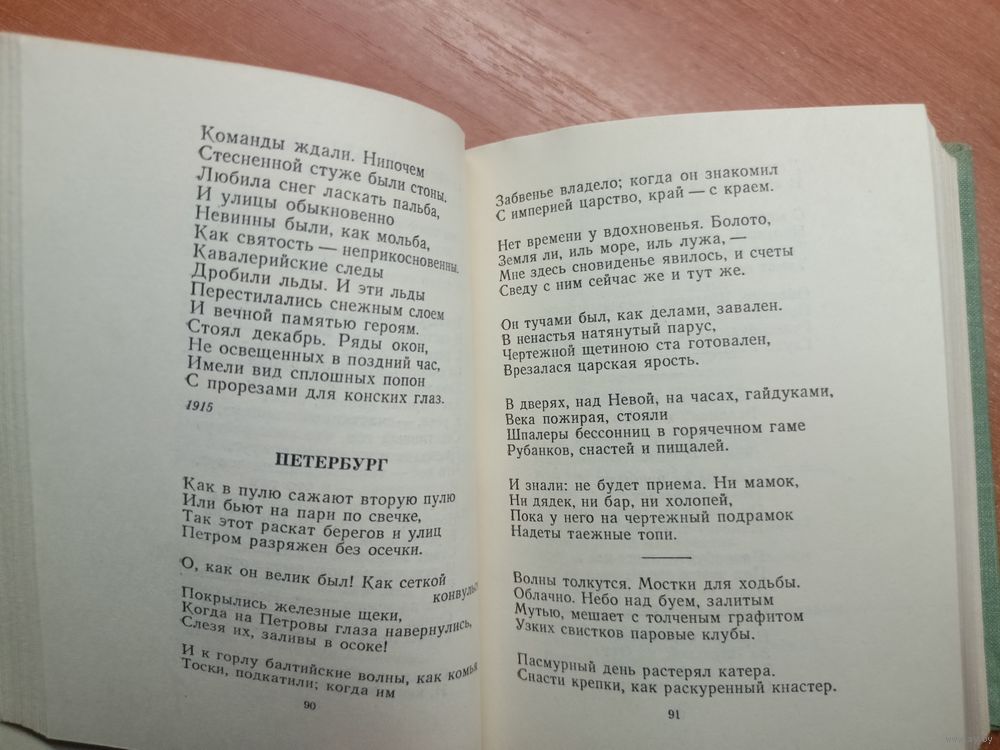 Команды ждали. Нипочем
Стесненной стуже были стоны.
Любила снег ласкать пальба,
И улицы обыкновенно
Невинны были, как мольба,
Как святость — неприкосновенны.
Кавалерийские следы
Дробили льды. И эти льды
Перестилались снежным слоем
И вечной памятью героям.
Стоял декабрь. Ряды окон,
Не освещенных в поздний час,
Имели вид сплошных попон
С прорезами для конских глаз.
1915
ПЕТЕРБУРГ
Как в пулю сажают вторую пулю
Или бьют на пари по свечке,
Так этот раскат берегов и улиц
Петром разряжен без осечки.
О, как он велик был! Как сеткой
конвульс
Покрылись железные щеки,
Когда на Петровы глаза навернулись,
Слезя их, заливы в осоке!
И к горлу балтийские волны, как комья
Тоски, подкатили; когда им
90
Забвенье владело; когда он знакомил
С империей царство, край — с краем.
Нет времени у вдохновенья. Болото,
Земля ли, иль море, иль лужа, —
Мне здесь сновиденье явилось, и счеты
Сведу с ним сейчас же и тут же.
Он тучами был, как делами, завален.
В ненастья натянутый парус,
Чертежной щетиною ста готовален,
Врезалася царская ярость.
В дверях, над Невой, на часах, гайдуками,
Века пожирая, стояли
Шпалеры бессонниц в горячечном гаме
Рубанков, снастей и пищалей.
И знали: не будет приема. Ни мамок,
Ни дядек, ни бар, ни холопей,
Пока у него на чертежный подрамок
Надеты таежные топи.
Волны толкутся. Мостки для ходьбы.
Облачно. Небо над буем, залитым
Мутью, мешает с толченым графитом
Узких свистков паровые клубы.
Пасмурный день растерял катера.
Снасти крепки, как раскуренный кнастер.
91